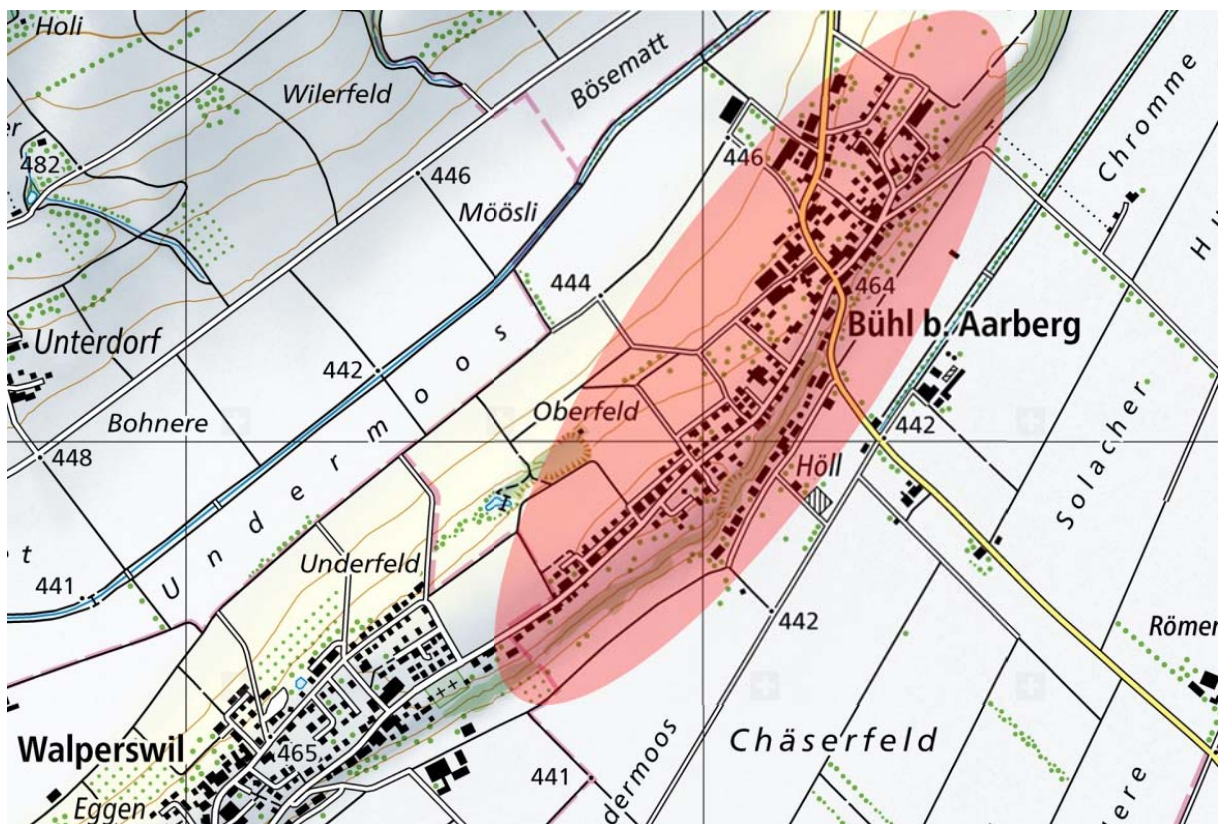 Holi
Wilerfeld
Bösematt
Chromme
482
446
446
Möösli
444
464
Unterdorf
442
Bühl b. Aarberg
Bohnere
Oberfeld
442
448
Höll
Solacher
Undermoos
Underfeld
441
442
Römer
Walperswil
465
Chäserfeld
441
dermoos
Eggen
ere